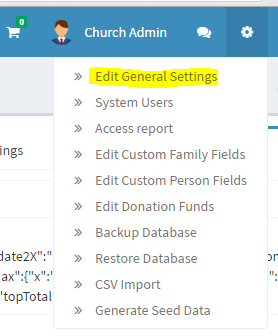 0
Church Admin
Edit General Settings
System Users
Access report
ings
Edit Custom Family Fields
Edit Custom Person Fields
Edit Donation Funds
Backup Database
date2X":"
Restore Database
ax":{"x":"
CSV Import
"topTotal
Generate Seed Data